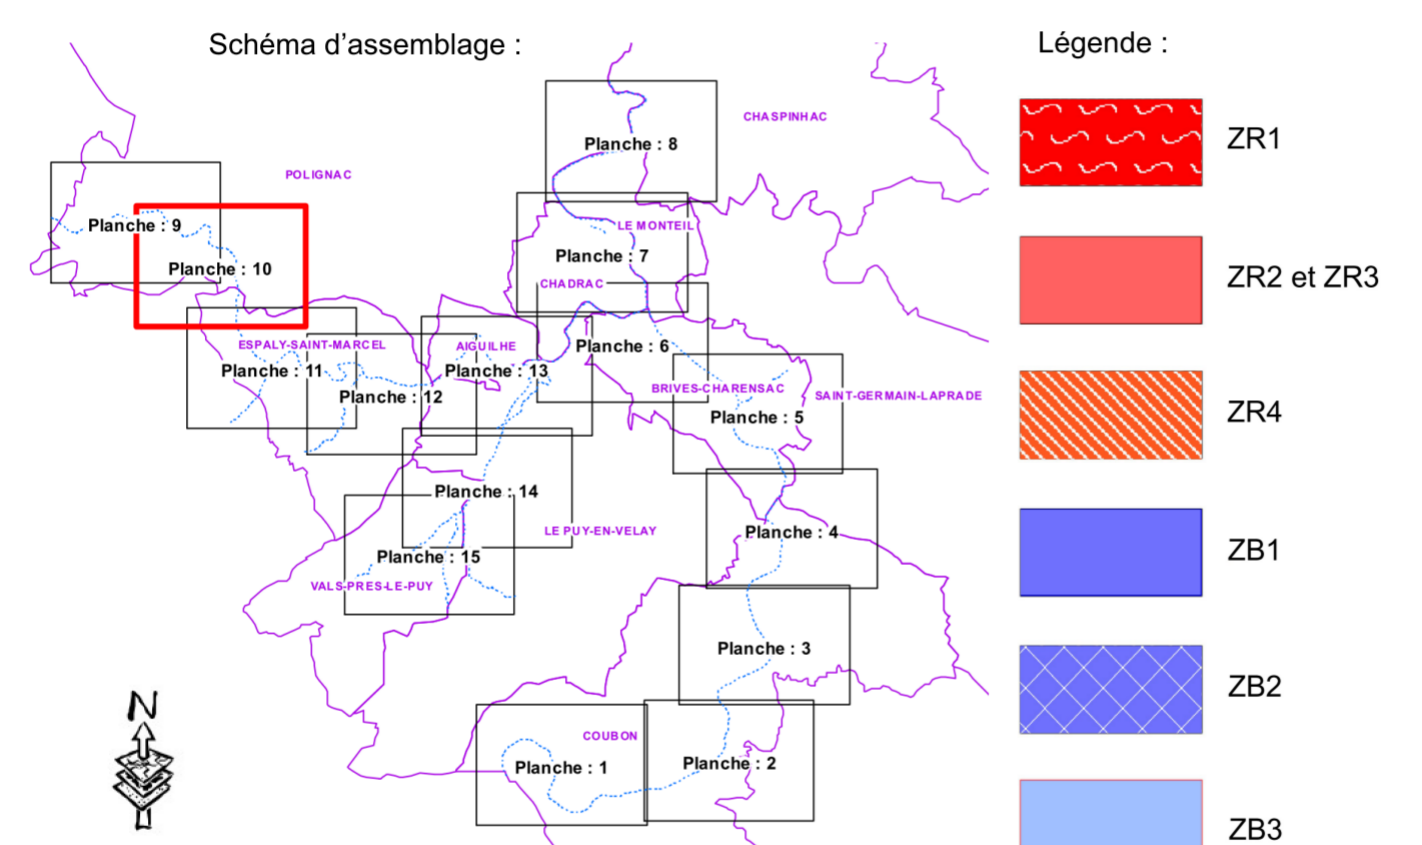 Schéma d’assemblage :
Légende :
CHASPINHAC
Planche : 8
ZR1
POLIGNAC
Planche : 9
LE MONTEIL
Planche : 7
Planche : 10
CHADRAC
ZR2 et ZR3
ESPALY-SAINT-MARCEL
AIGUILHE
Planche : 6
Planche : 11
Planche : 13
Planche : 12
BRIVES-CHARENSAC
SAINT-GERMAIN-LAPRADE
Planche : 5
ZR4
Planche : 14
LE PUY-EN-VELAY
Planche : 4
Planche : 15
VALS-PRES-LE-PUY
ZB1
Planche : 3
ZB2
N
COUBON
Planche : 1
Planche : 2
ZB3